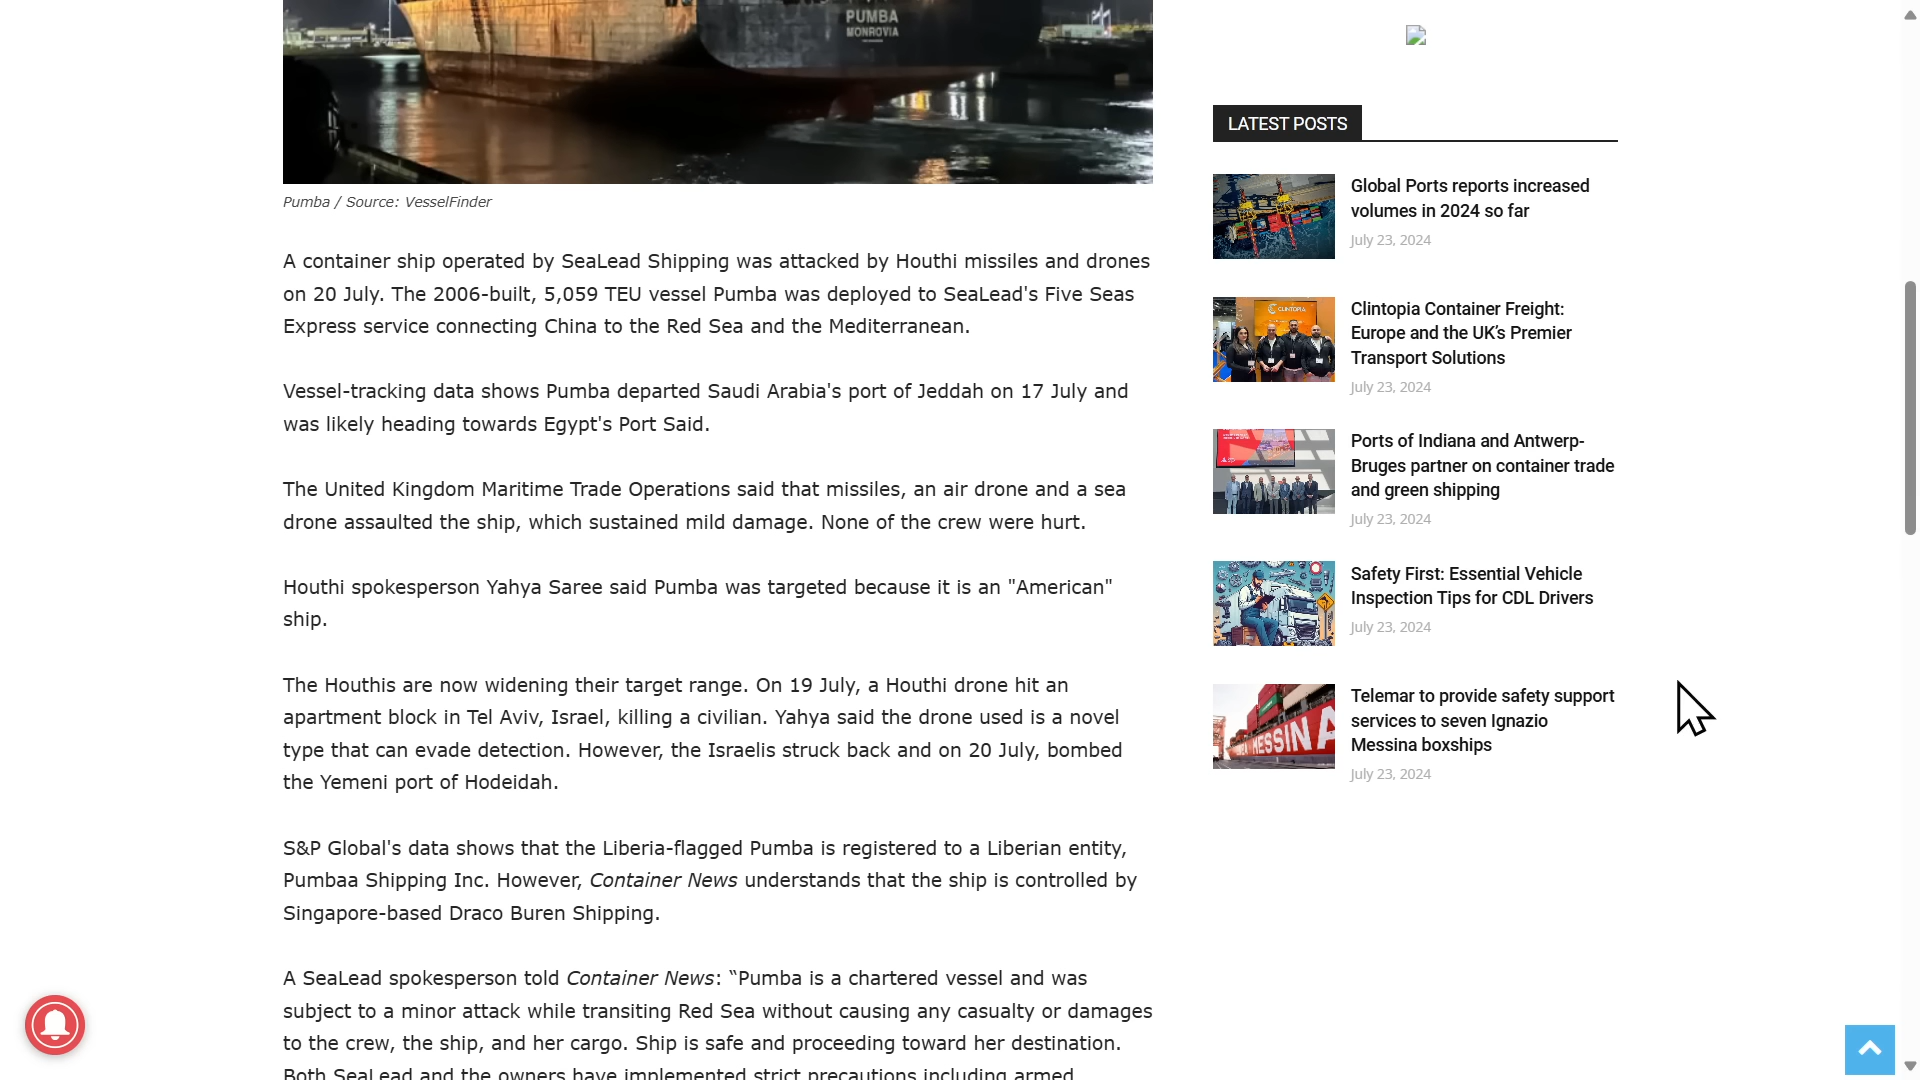 PUMBA
MONROVIA
Pumba / Source: VesselFinder
A container ship operated by SeaLead Shipping was attacked by Houthi missiles and drones
on 20 July. The 2006-built, 5,059 TEU vessel Pumba was deployed to SeaLead's Five Seas
Express service connecting China to the Red Sea and the Mediterranean.
Vessel-tracking data shows Pumba departed Saudi Arabia's port of Jeddah on 17 July and
was likely heading towards Egypt's Port Said.
The United Kingdom Maritime Trade Operations said that missiles, an air drone and a sea
drone assaulted the ship, which sustained mild damage. None of the crew were hurt.
Houthi spokesperson Yahya Saree said Pumba was targeted because it is an "American"
ship.
The Houthis are now widening their target range. On 19 July, a Houthi drone hit an
apartment block in Tel Aviv, Israel, killing a civilian. Yahya said the drone used is a novel
type that can evade detection. However, the Israelis struck back and on 20 July, bombed
the Yemeni port of Hodeidah.
S&P Global's data shows that the Liberia-flagged Pumba is registered to a Liberian entity,
Pumbaa Shipping Inc. However, Container News understands that the ship is controlled by
Singapore-based Draco Buren Shipping.
A SeaLead spokesperson told Container News: “Pumba is a chartered vessel and was
subject to a minor attack while transiting Red Sea without causing any casualty or damages
to the crew, the ship, and her cargo. Ship is safe and proceeding toward her destination.
Both SeaLead and the owners have implemented strict precautions including armed
LATEST POSTS
Global Ports reports increased
volumes in 2024 so far
July 23, 2024
CLINTOPIA
Clintopia Container Freight:
Europe and the UK’s Premier
Transport Solutions
July 23, 2024
Ports of Indiana and Antwerp-
Bruges partner on container trade
and green shipping
July 23, 2024
Safety First: Essential Vehicle
Inspection Tips for CDL Drivers
July 23, 2024
MESSINA
Telemar to provide safety support
services to seven Ignazio
Messina boxships
July 23, 2024